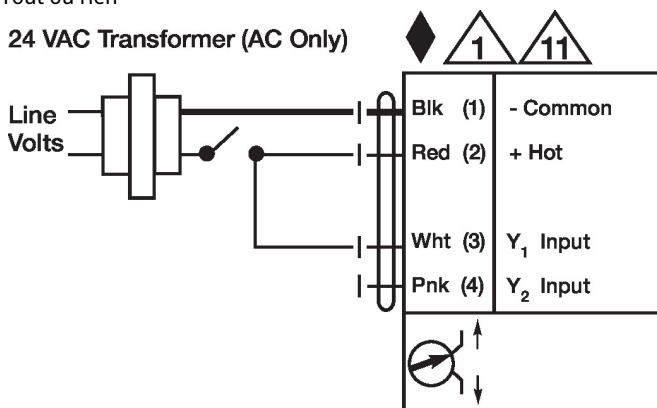 Tout ou rien
24 VAC Transformer (AC Only)
1
11
Line
Volts
Blk (1) - Common
Red (2) + Hot
Wht (3) Y1 Input
Pnk (4) Y2 Input